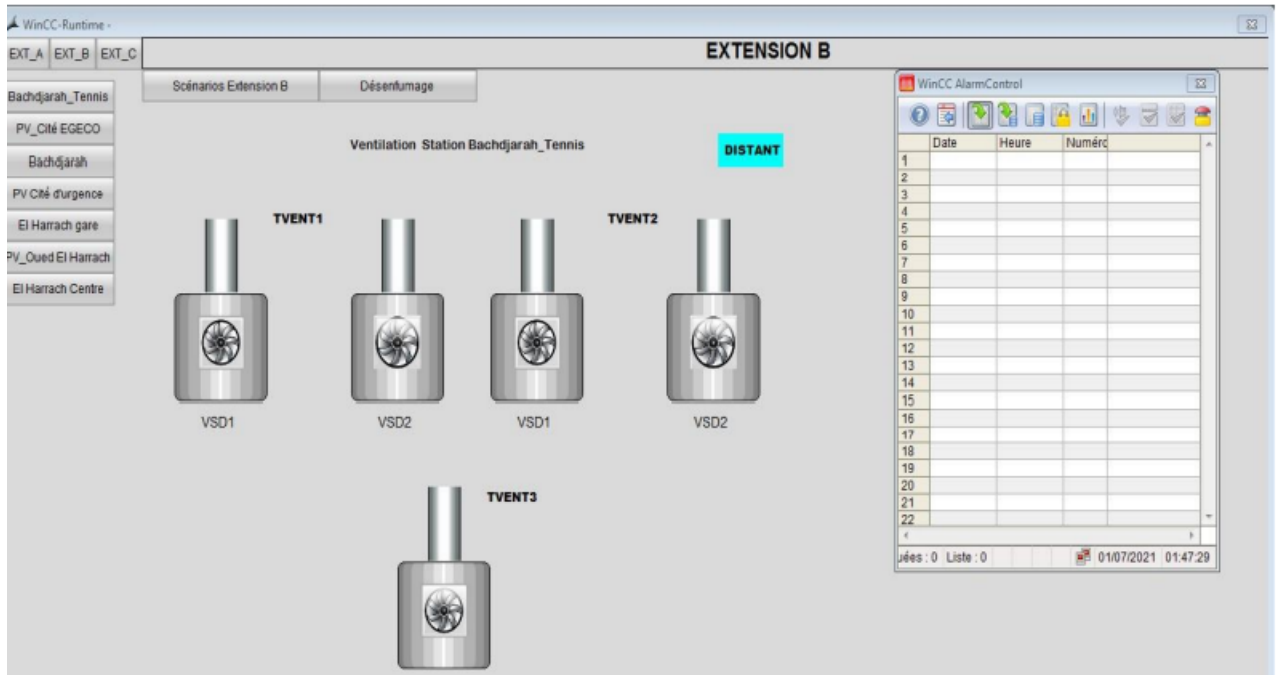 WinCC-Runtime -
EXT_A EXT_B EXT_C
EXTENSION B
Bachdjarah_Tennis
PV_Cité EGECO
Bachdjarah
PV Cité d'urgence
El Harrach gare
PV_Oued El Harrach
El Harrach Centre
Scénarios Extension B
Désenfumage
Ventilation Station Bachdjarah_Tennis
DISTANT
TVENT1
TVENT2
VSD1
VSD2
VSD1
VSD2
TVENT3
WinCC AlarmControl
Date Heure Numéro
1
2
3
4
5
6
7
8
9
10
11
12
13
14
15
16
17
18
19
20
21
22
uées : 0 Liste : 0 01/07/2021 01:47:29